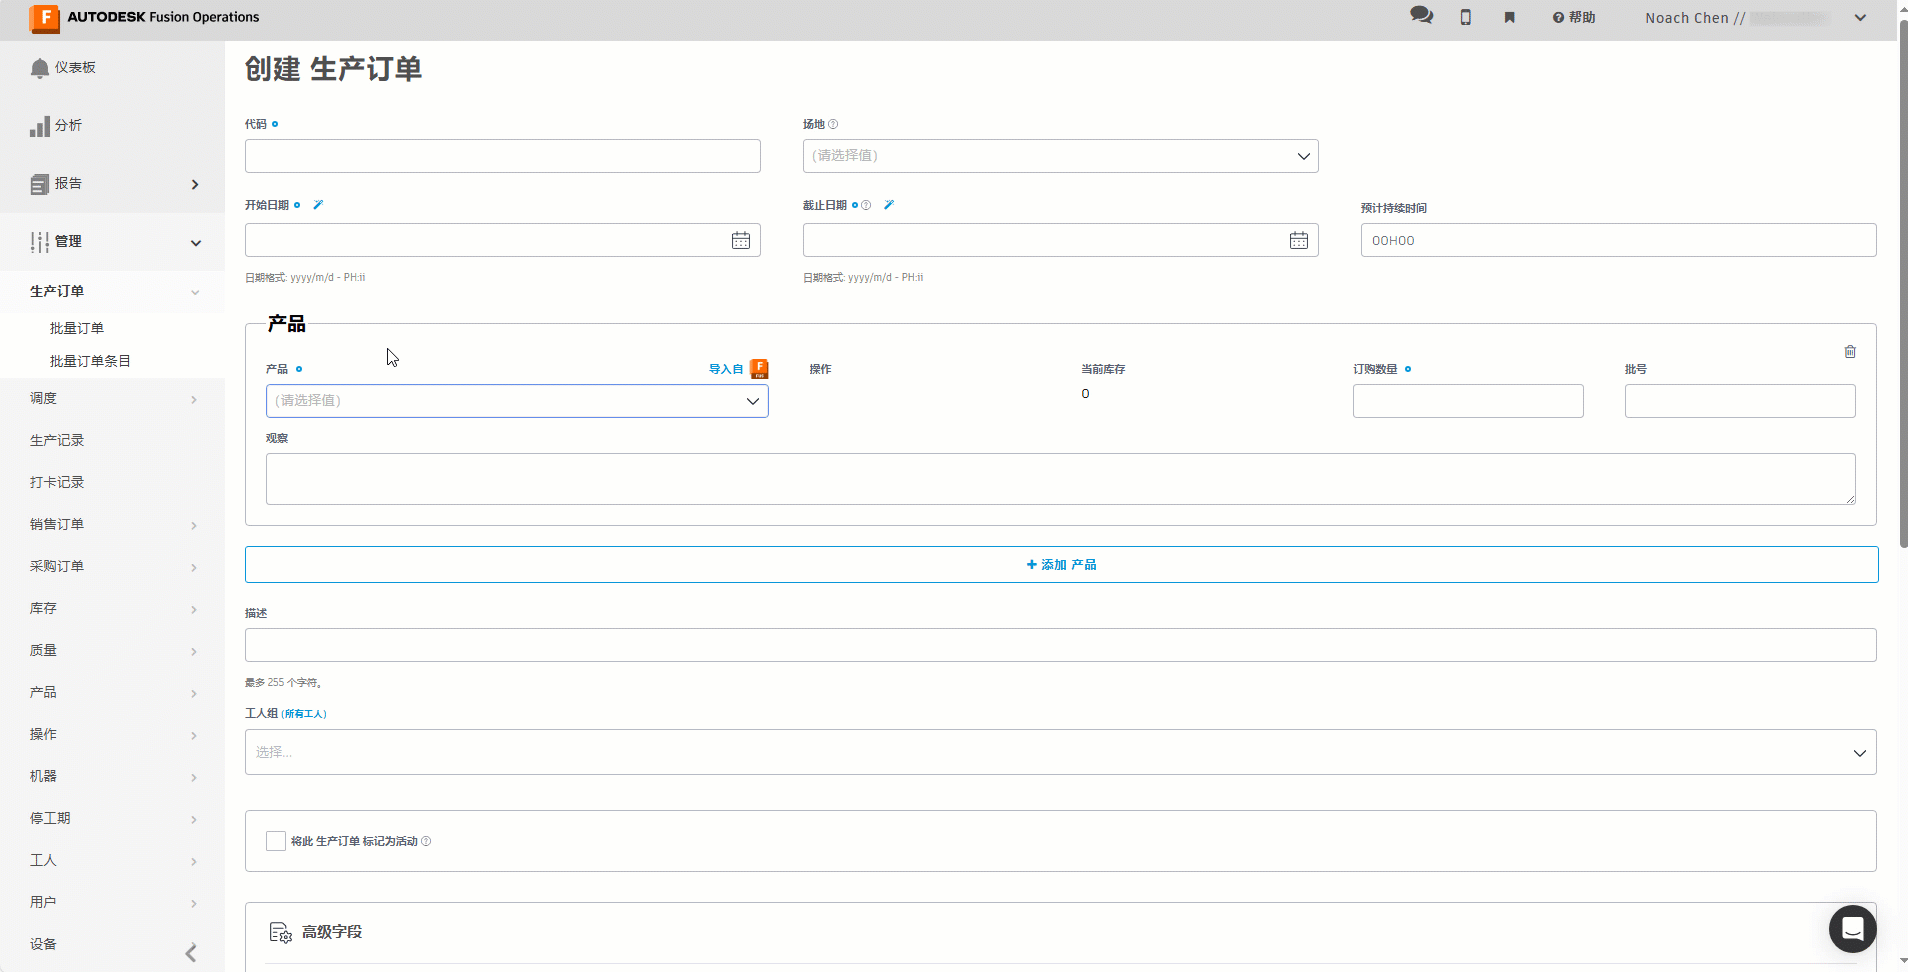 AUTODESK Fusion Operations
帮助
Noach Chen //
仪表板
分析
报告
管理
生产订单
批量订单
批量订单条目
调度
生产记录
打卡记录
销售订单
采购订单
库存
质量
产品
操作
机器
停工期
工人
用户
设备
创建 生产订单
代码
场地
(请选择值)
开始日期
截止日期
预计持续时间
00H00
日期格式: yyyy/m/d - PH:ii
日期格式: yyyy/m/d - PH:ii
产品
产品
导入自
操作
当前库存
订购数量
批号
(请选择值)
0
观察
+ 添加 产品
描述
最多 255 个字符。
工人组 (所有工人)
选择...
将此 生产订单 标记为活动
高级字段